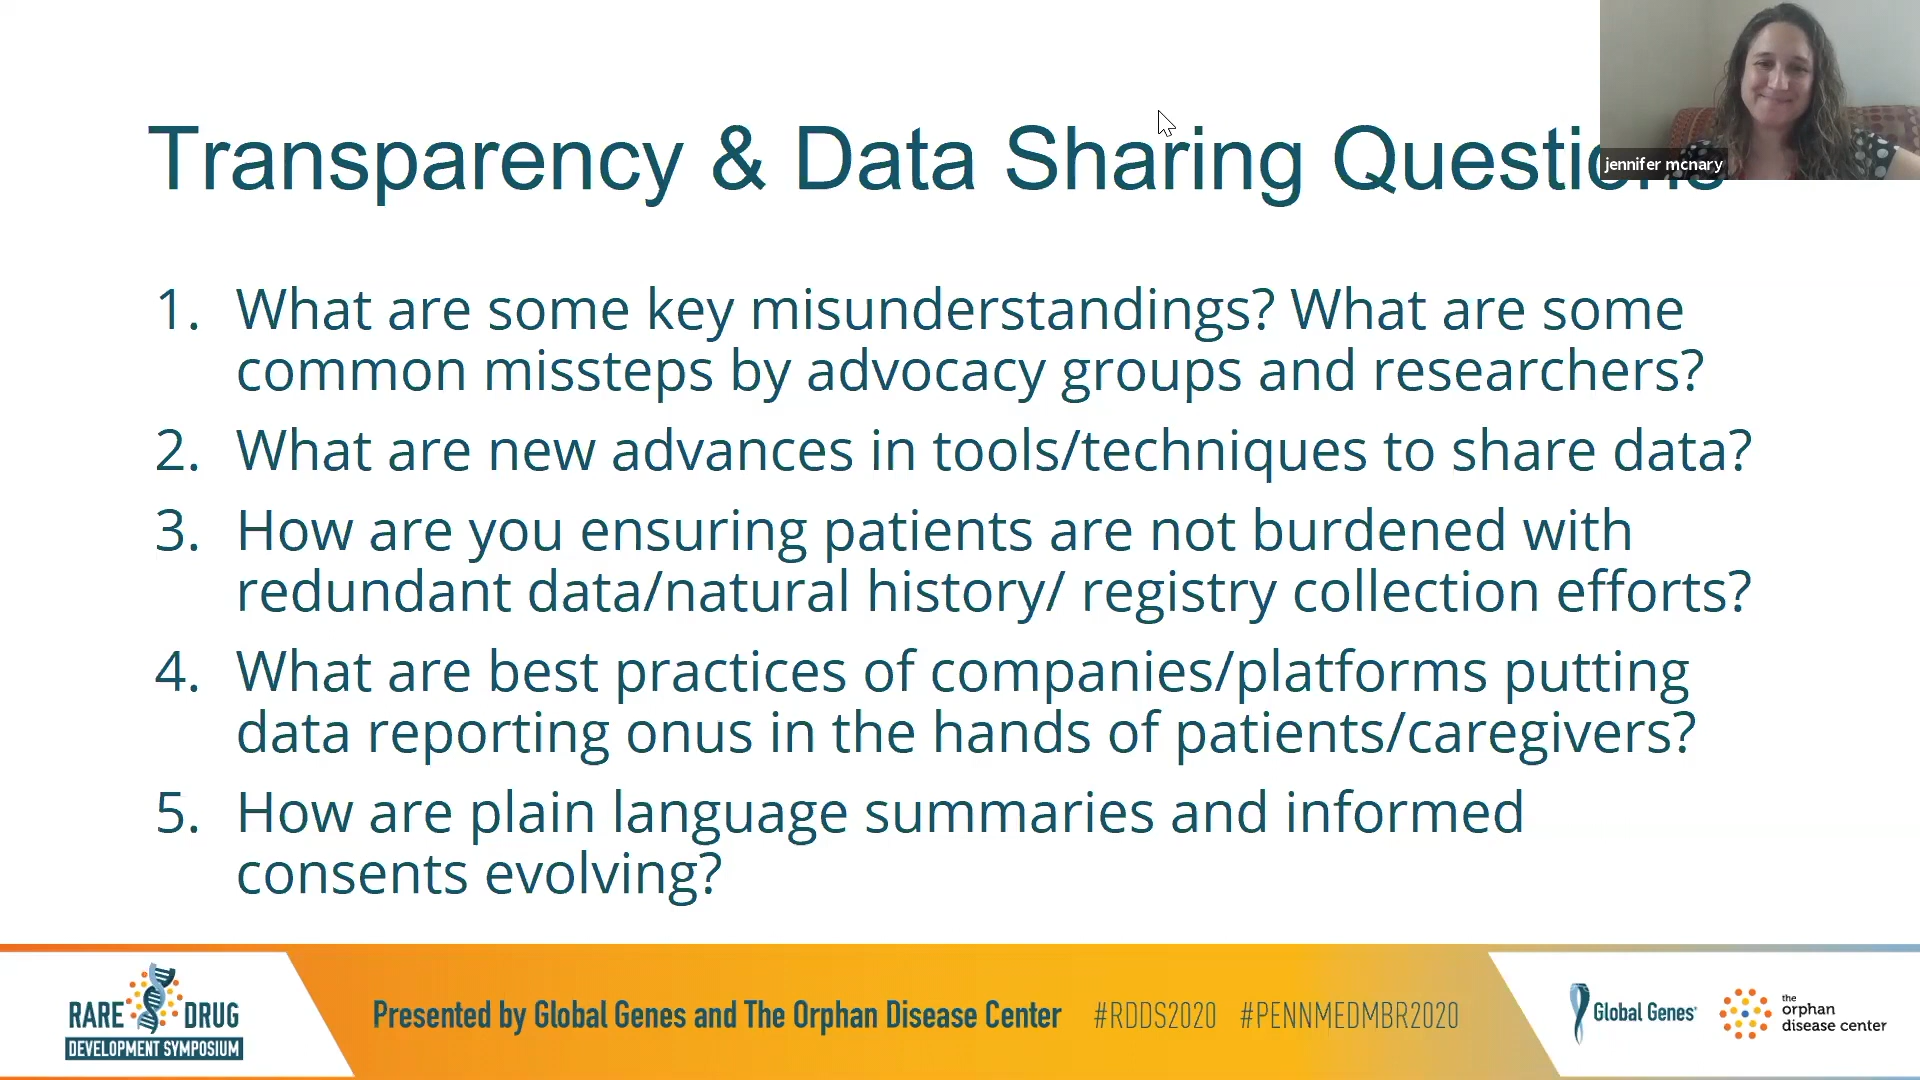 Transparency & Data Sharing Questions
jennifer mcnary
1. What are some key misunderstandings? What are some
common missteps by advocacy groups and researchers?
2. What are new advances in tools/techniques to share data?
3. How are you ensuring patients are not burdened with
redundant data/natural history/ registry collection efforts?
4. What are best practices of companies/platforms putting
data reporting onus in the hands of patients/caregivers?
5. How are plain language summaries and informed
consents evolving?
RARE DRUG
DEVELOPMENT SYMPOSIUM
Presented by Global Genes and The Orphan Disease Center #RDDS2020 #PENNMEDMBR2020
Global Genes
the
orphan
disease center